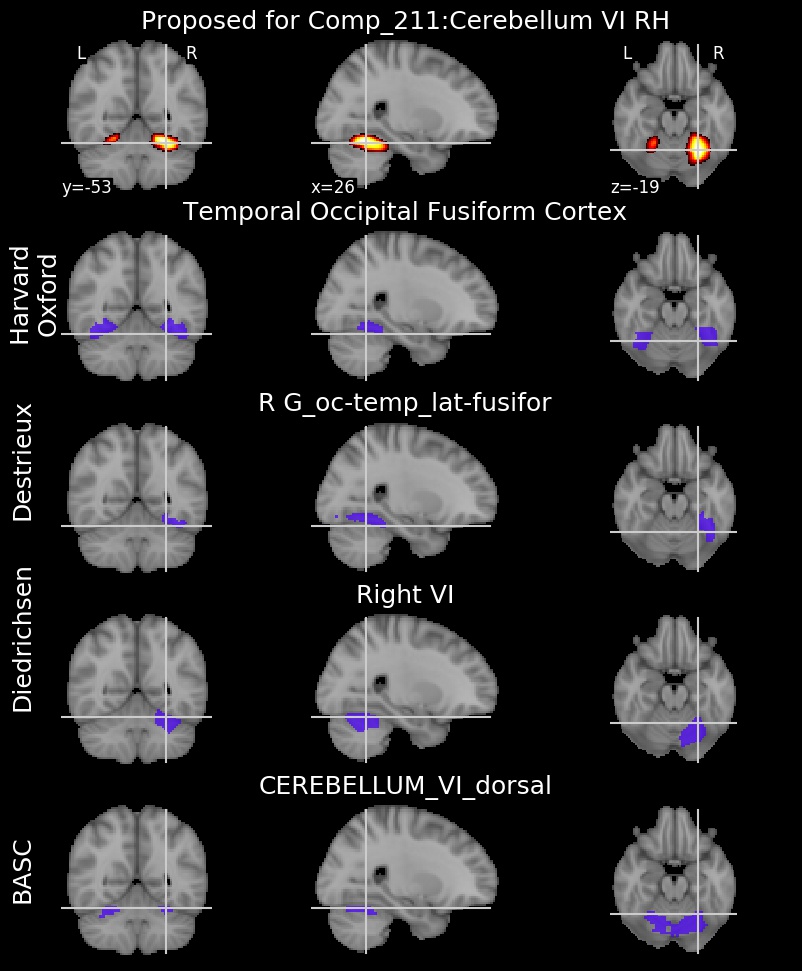 Proposed for Comp_211:Cerebellum VI RH
L R L R
y=-53 x=26 z=-19
Temporal Occipital Fusiform Cortex
Harvard
Oxford
R G_oc-temp_lat-fusifor
Destrieux
Right VI
Diedrichsen
CEREBELLUM_VI_dorsal
BASC